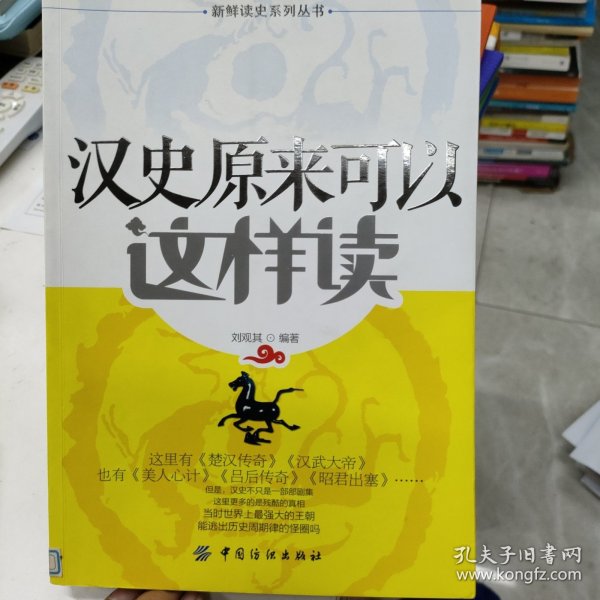 新鲜读史系列丛书
汉史原来可以
这样读
刘观其⊙编著
这里有《楚汉传奇》《汉武大帝》
也有《美人心计》《吕后传奇》《昭君出塞》……
但是,汉史不只是一部部剧集
这里更多的是残酷的真相
当时世界上最强大的王朝
能逃出历史周期律的怪圈吗
中国纺织出版社
孔夫子旧书网
www.kongfz.com